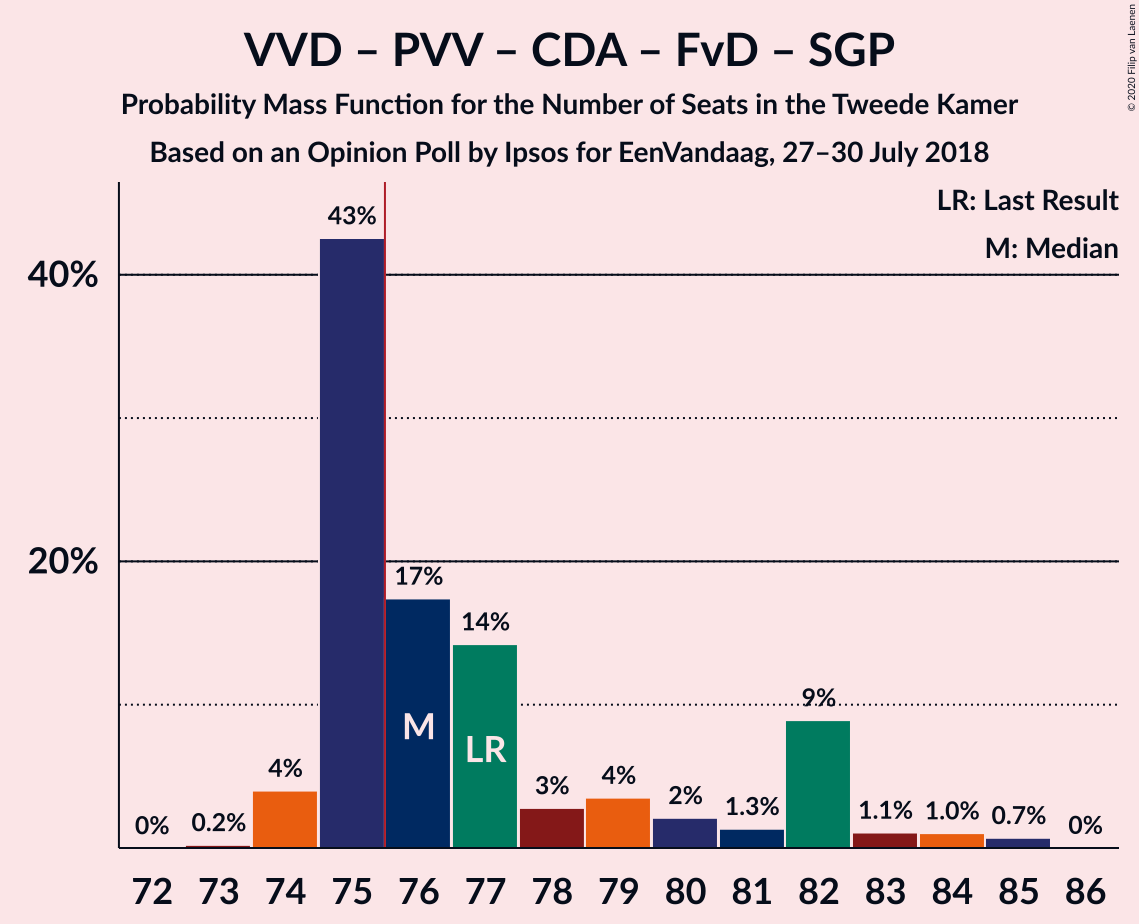 VVD – PVV – CDA – FvD – SGP
Probability Mass Function for the Number of Seats in the Tweede Kamer
Based on an Opinion Poll by Ipsos for EenVandaag, 27–30 July 2018
© 2020 Filip van Laenen
LR: Last Result
M: Median
40%
20%
0%
0.2%
4%
43%
17%
14%
3%
4%
2%
1.3%
9%
1.1%
1.0%
0.7%
0%
M
LR
72 73 74 75 76 77 78 79 80 81 82 83 84 85 86